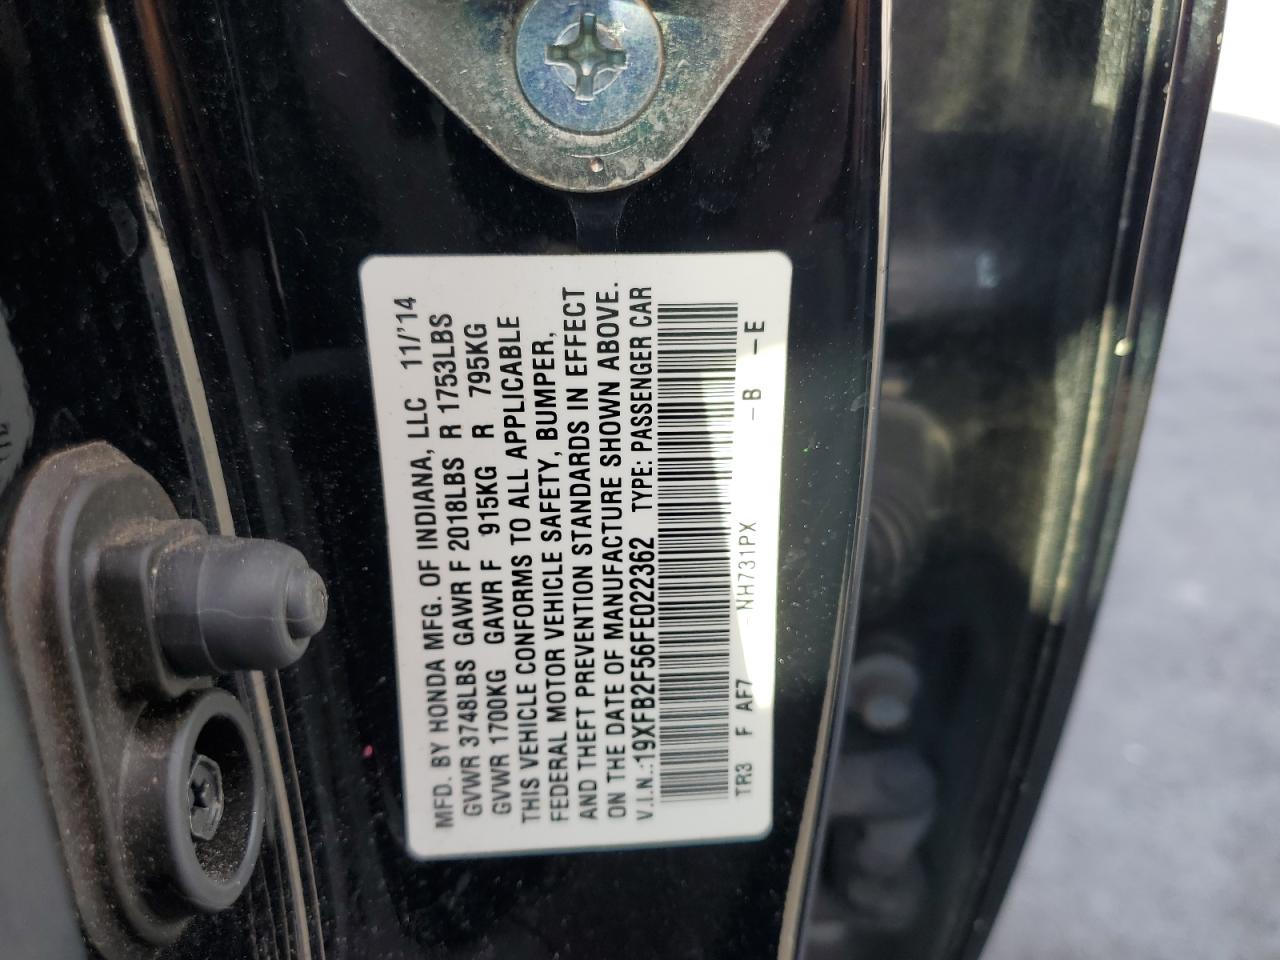 MFD. BY HONDA MFG. OF INDIANA, LLC 11/'14
GVWR 3748LBS GAWR F 2018LBS R 1753LBS
GVWR 1700KG GAWR F 915KG R 795KG
THIS VEHICLE CONFORMS TO ALL APPLICABLE
FEDERAL MOTOR VEHICLE SAFETY, BUMPER,
AND THEFT PREVENTION STANDARDS IN EFFECT
ON THE DATE OF MANUFACTURE SHOWN ABOVE.
V.I.N.:19XFB2F56FE022362 TYPE: PASSENGER CAR
TR3 F AF7 -NH731PX -B -E